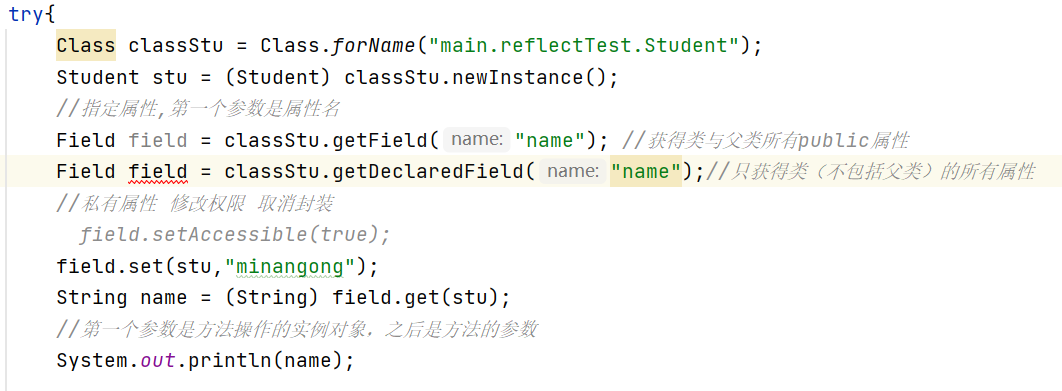 try{
Class classStu = Class.forName("main.reflectTest.Student");
Student stu = (Student) classStu.newInstance();
//指定属性,第一个参数是属性名
Field field = classStu.getField( name: "name"); //获得类与父类所有public属性
Field field = classStu.getDeclaredField( name: "name");//只获得类（不包括父类）的所有属性
//私有属性 修改权限 取消封装
field.setAccessible(true);
field.set(stu,"minangong");
String name = (String) field.get(stu);
//第一个参数是方法操作的实例对象，之后是方法的参数
System.out.println(name);